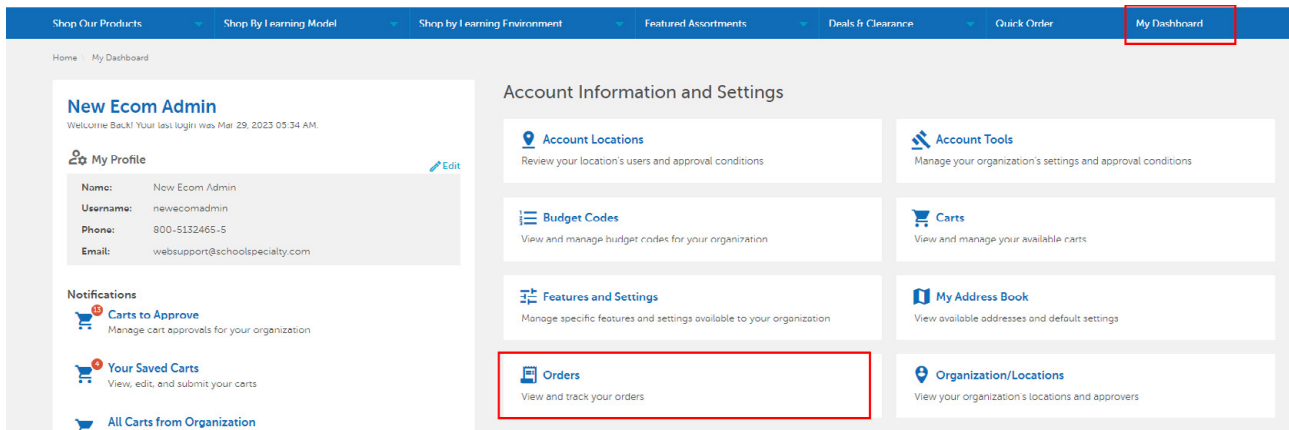 Shop Our Products Shop By Learning Model Shop by Learning Environment Featured Assortments Deals & Clearance Quick Order My Dashboard
Home My Dashboard
New Ecom Admin
Welcome Back! Your last login was Mar 29, 2023 05:34 AM.
My Profile
Edit
Name: New Ecom Admin
Username: newecomadmin
Phone: 800-5132465-5
Email: websupport@schoolspecialty.com
Notifications
13
Carts to Approve
Manage cart approvals for your organization
4
Your Saved Carts
View, edit, and submit your carts
All Carts from Organization
Account Information and Settings
Account Locations
Review your location's users and approval conditions
Account Tools
Manage your organization's settings and approval conditions
Budget Codes
View and manage budget codes for your organization
Carts
View and manage your available carts
Features and Settings
Manage specific features and settings available to your organization
My Address Book
View available addresses and default settings
Orders
View and track your orders
Organization/Locations
View your organization's locations and approvers